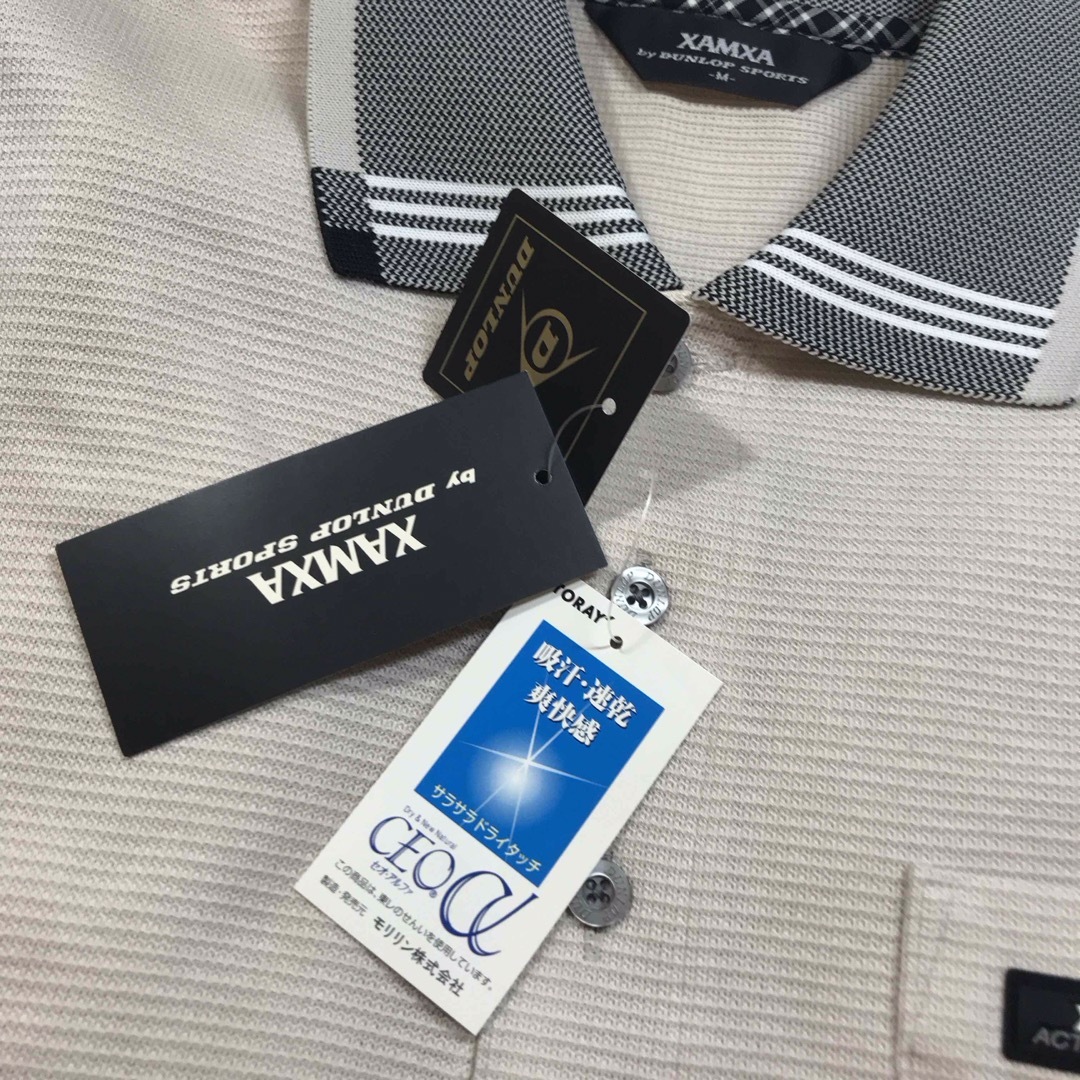 XAMXA
by DUNLOP SPORTS
-M-
DUNLOP
D
XAMXA
by DUNLOP SPORTS
TORAY
吸汗・速乾
爽快感
サラサラドライタッチ
Dry & New Natural
CEOα®
セオ・アルファ
この商品は、東レのせんいを使用しています。
製造・発売元 モリリン株式会社